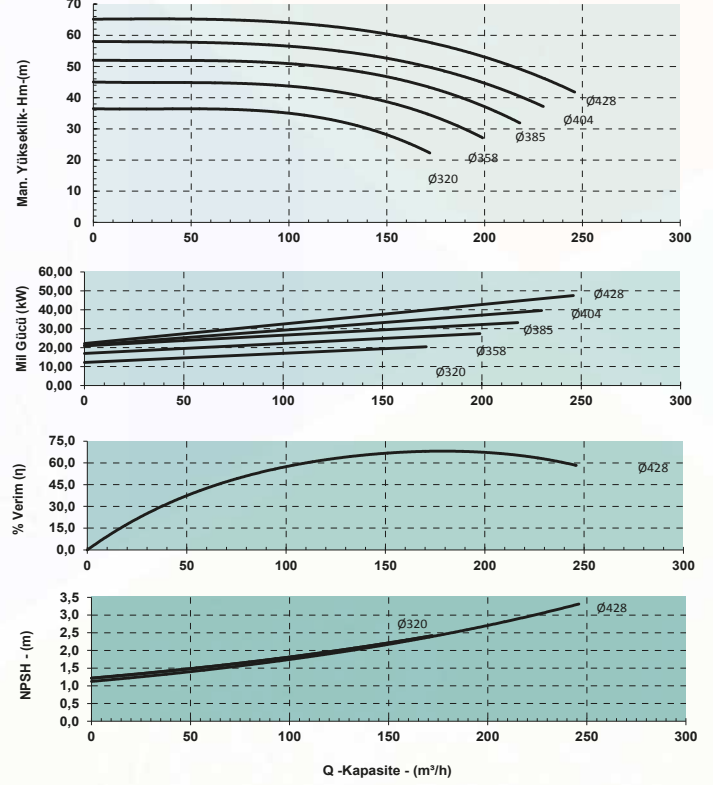 Man. Yükseklik- Hm-(m)
70
60
50
40
30
20
10
0
Ø428
Ø404
Ø385
Ø358
Ø320
0 50 100 150 200 250 300
Mil Gücü (kW)
60,00
50,00
40,00
30,00
20,00
10,00
0,00
Ø428
Ø404
Ø385
Ø358
Ø320
0 50 100 150 200 250 300
% Verim (η)
75,0
60,0
45,0
30,0
15,0
0,0
Ø428
0 50 100 150 200 250 300
NPSH - (m)
3,5
3,0
2,5
2,0
1,5
1,0
0,5
0,0
Ø320
Ø428
0 50 100 150 200 250 300
Q -Kapasite - (m³/h)